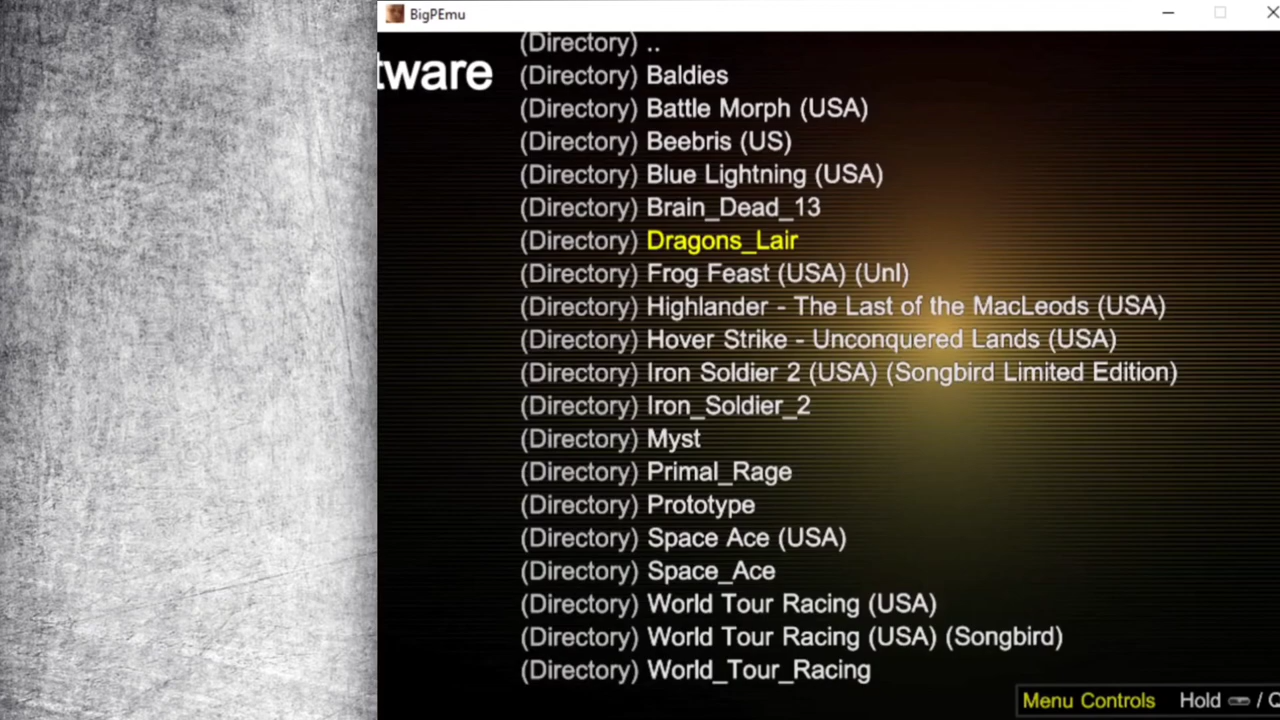 BigPEmu
tware
(Directory) ..
(Directory) Baldies
(Directory) Battle Morph (USA)
(Directory) Beebris (US)
(Directory) Blue Lightning (USA)
(Directory) Brain_Dead_13
(Directory) Dragons_Lair
(Directory) Frog Feast (USA) (Unl)
(Directory) Highlander - The Last of the MacLeods (USA)
(Directory) Hover Strike - Unconquered Lands (USA)
(Directory) Iron Soldier 2 (USA) (Songbird Limited Edition)
(Directory) Iron_Soldier_2
(Directory) Myst
(Directory) Primal_Rage
(Directory) Prototype
(Directory) Space Ace (USA)
(Directory) Space_Ace
(Directory) World Tour Racing (USA)
(Directory) World Tour Racing (USA) (Songbird)
(Directory) World_Tour_Racing
Menu Controls Hold /